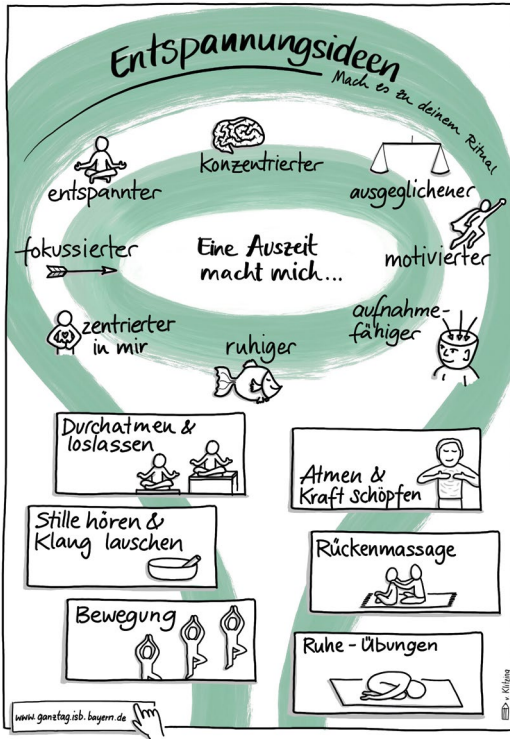 Entspannungsideen
Mach es zu deinem Ritual
konzentrierter
entspannter
ausgeglichener
fokussierter
Eine Auszeit
macht mich...
motivierter
zentrierter
in mir
ruhiger
aufnahme-
fähiger
Durchatmen &
loslassen
Atmen &
Kraft schöpfen
Stille hören &
Klang lauschen
Rückenmassage
Bewegung
Ruhe-Übungen
www.ganztag.isb.bayern.de
v. Klitzing